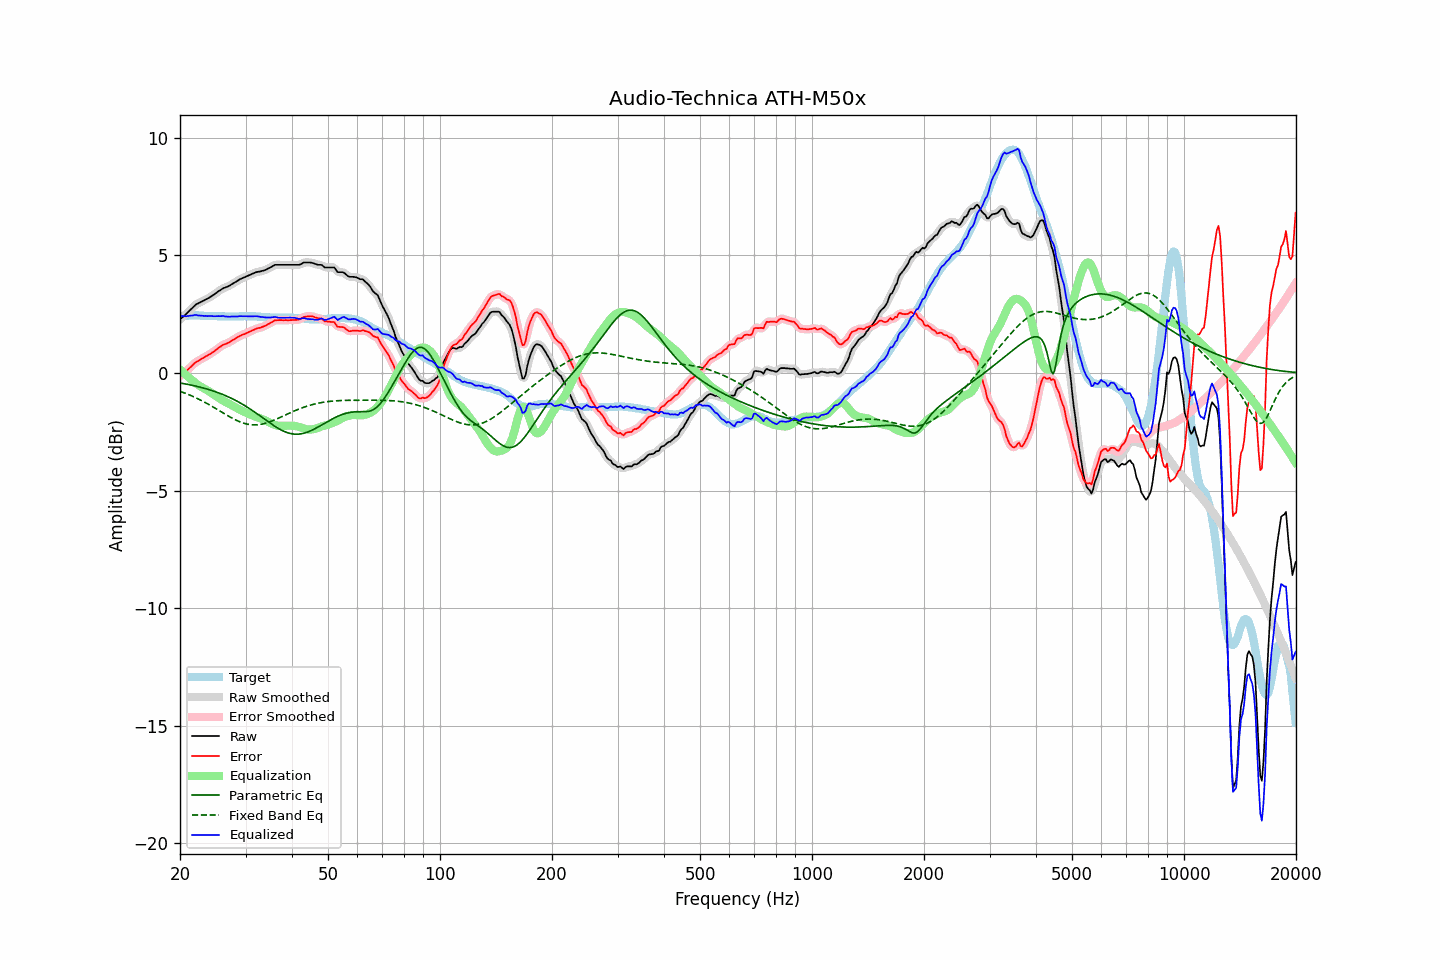 Audio-Technica ATH-M50x
Amplitude (dBr)
10
5
0
−5
−10
−15
−20
Target
Raw Smoothed
Error Smoothed
Raw
Error
Equalization
Parametric Eq
Fixed Band Eq
Equalized
20
50
100
200
500
1000
2000
5000
10000
20000
Frequency (Hz)